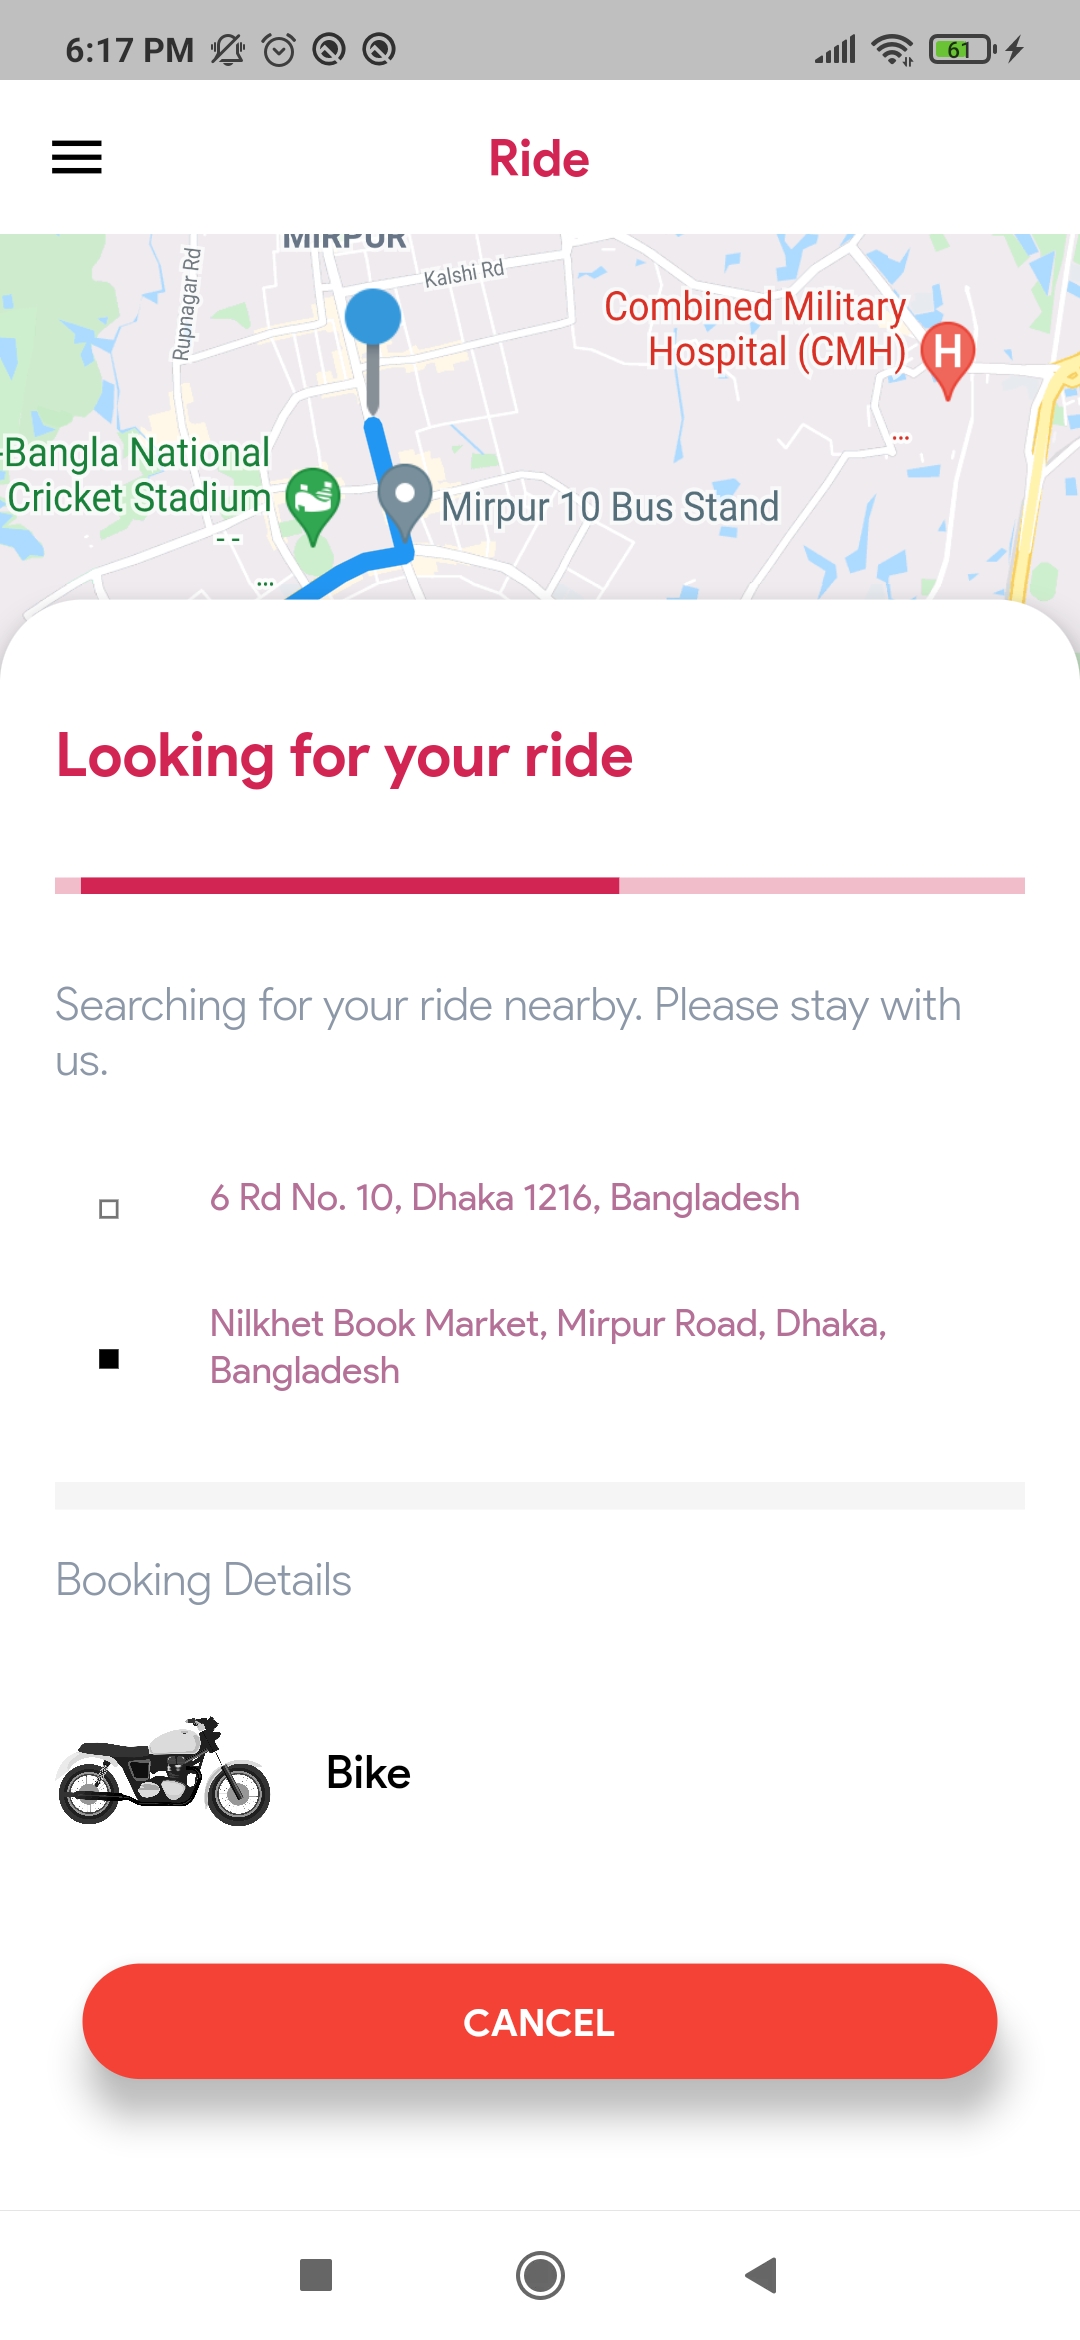 6:17 PM
61
Ride
MIRPUR
Kalshi Rd
Rupnagar Rd
Combined Military
Hospital (CMH)
H
-Bangla National
Cricket Stadium
Mirpur 10 Bus Stand
Looking for your ride
Searching for your ride nearby. Please stay with
us.
6 Rd No. 10, Dhaka 1216, Bangladesh
Nilkhet Book Market, Mirpur Road, Dhaka,
Bangladesh
Booking Details
Bike
CANCEL